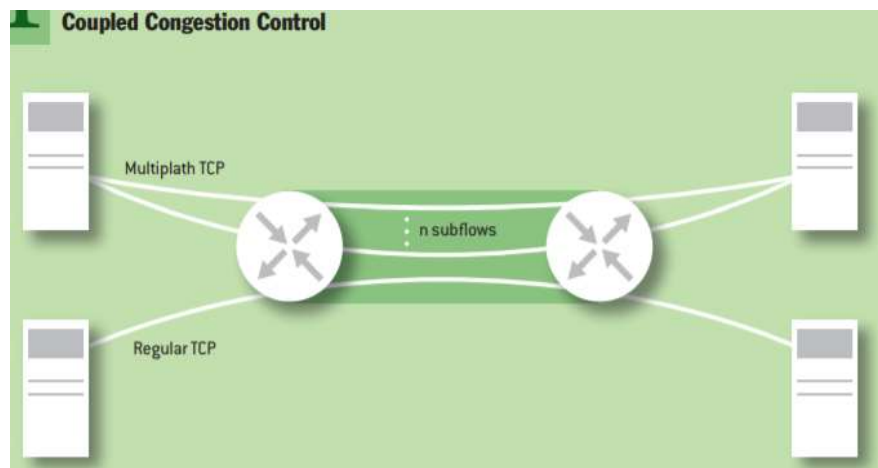 Coupled Congestion Control
Multiplath TCP
n subflows
Regular TCP